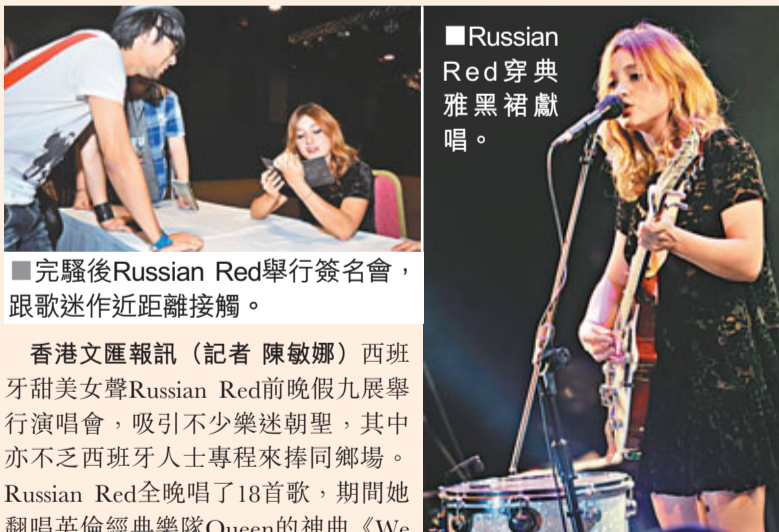 ■完騷後Russian Red舉行簽名會，
跟歌迷作近距離接觸。
■Russian
Red穿典
雅黑裙獻
唱。
香港文匯報訊（記者 陳敏娜）西班
牙甜美女聲Russian Red前晚假九展舉
行演唱會，吸引不少樂迷朝聖，其中
亦不乏西班牙人士專程來捧同鄉場。
Russian Red全晚唱了18首歌，期間她
翻唱英倫經典樂隊Queen的神曲《We